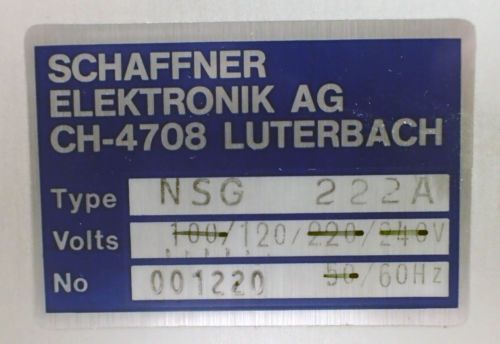 SCHAFFNER
ELEKTRONIK AG
CH-4708 LUTERBACH
Type NSG 222A
Volts 100/120/220/240V
No 001220 50/60Hz